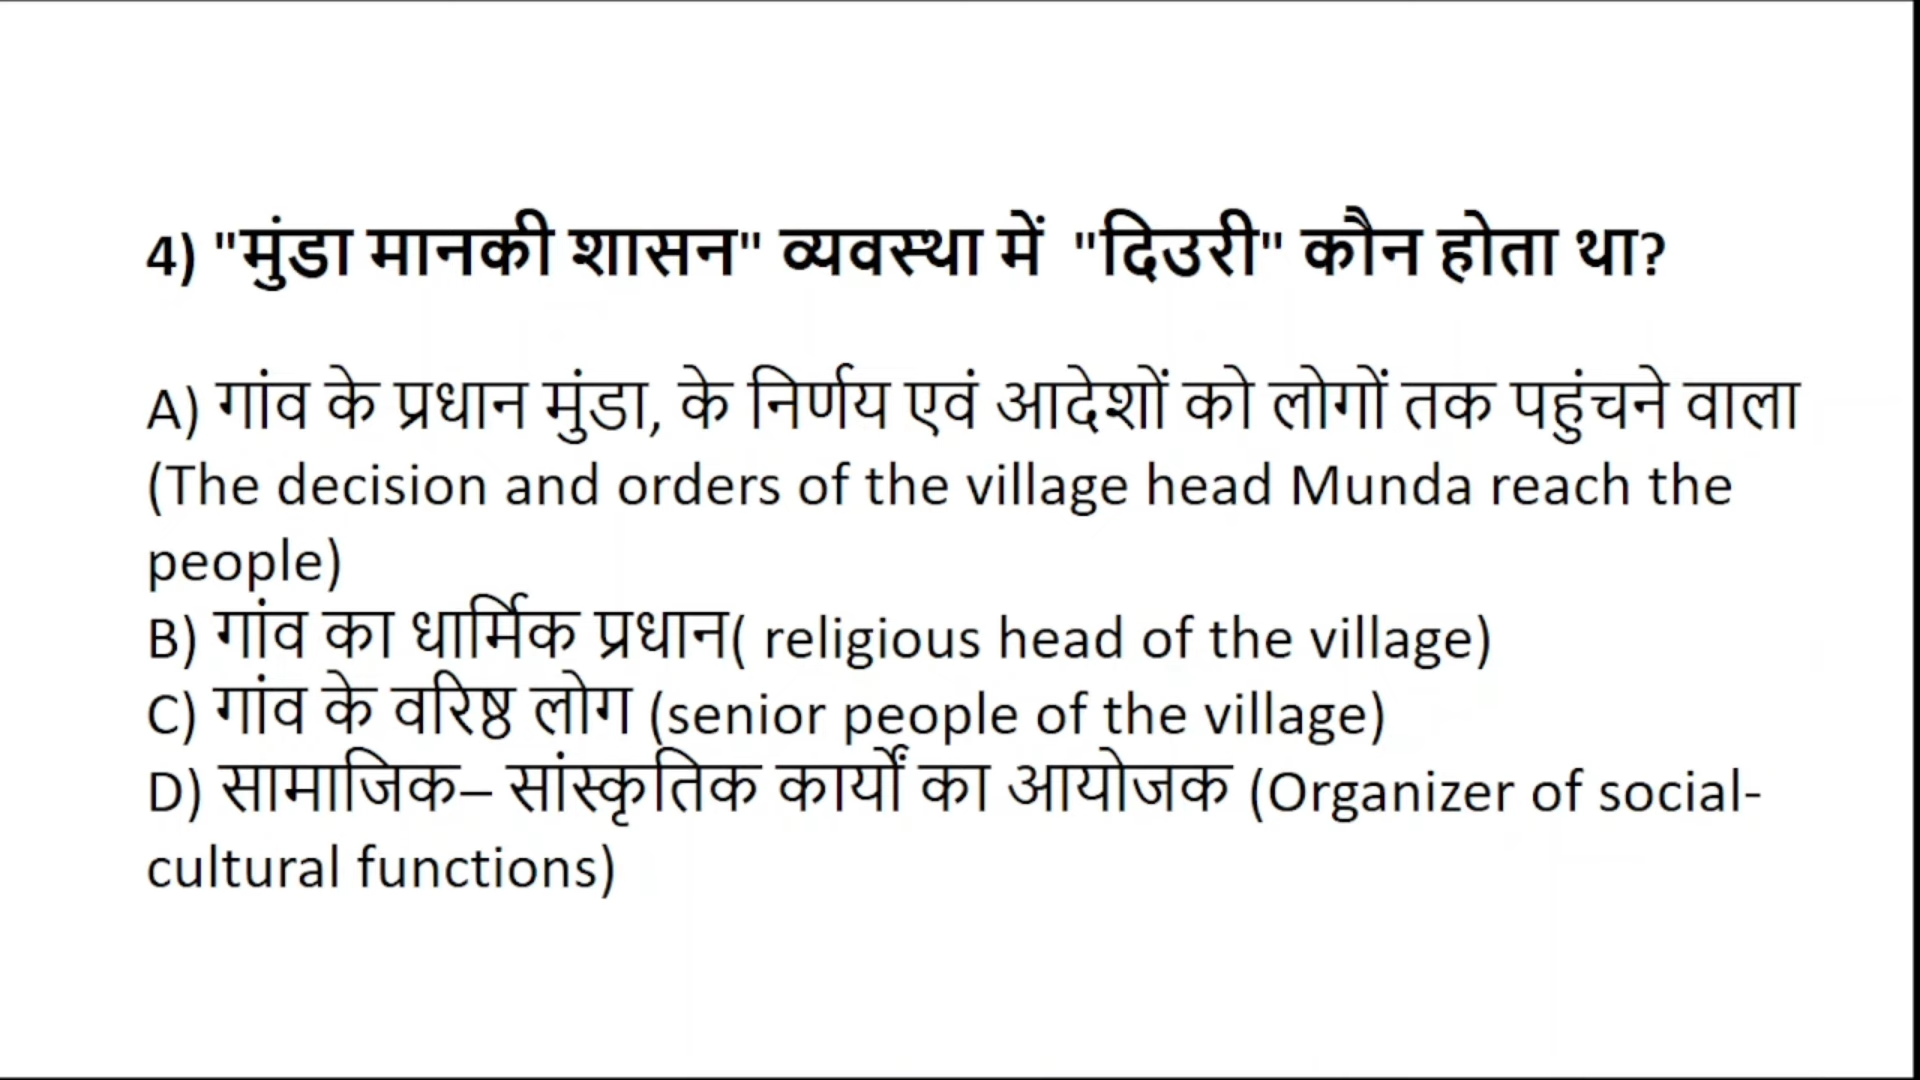 4) "मुंडा मानकी शासन" व्यवस्था में "दिउरी" कौन होता था?
A) गांव के प्रधान मुंडा, के निर्णय एवं आदेशों को लोगों तक पहुंचने वाला
(The decision and orders of the village head Munda reach the
people)
B) गांव का धार्मिक प्रधान( religious head of the village)
C) गांव के वरिष्ठ लोग (senior people of the village)
D) सामाजिक– सांस्कृतिक कार्यों का आयोजक (Organizer of social-
cultural functions)